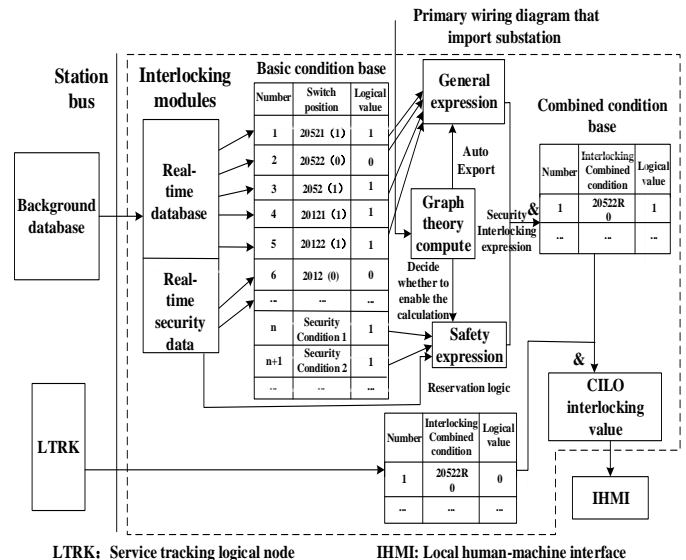 Primary wiring diagram that
import substation
Station
bus
Interlocking
modules
Basic condition base
Number
Switch
position
Logical
value
1 20521 (1) 1
2 20522 (0) 0
3 2052 (1) 1
4 20121 (1) 1
5 20122 (1) 1
6 2012 (0) 0
... ... ...
n Security
Condition 1 1
n+1 Security
Condition 2 1
... ... ...
General
expression
Combined condition
base
Number
Interlocking
Combined
condition
Logical
value
1 20522R
0 1
... ... ...
Background
database
Real-
time
database
Real-
time
security
data
Auto
Export
Graph
theory
compute
Security
Interlocking
expression
&
Decide
whether to
enable the
calculation
Safety
expression
Reservation logic
&
CILO
interlocking
value
LTRK
Number
Interlocking
Combined
condition
Logical
value
1 20522R
0 0
... ... ...
IHMI
LTRK: Service tracking logical node
IHMI: Local human-machine interface